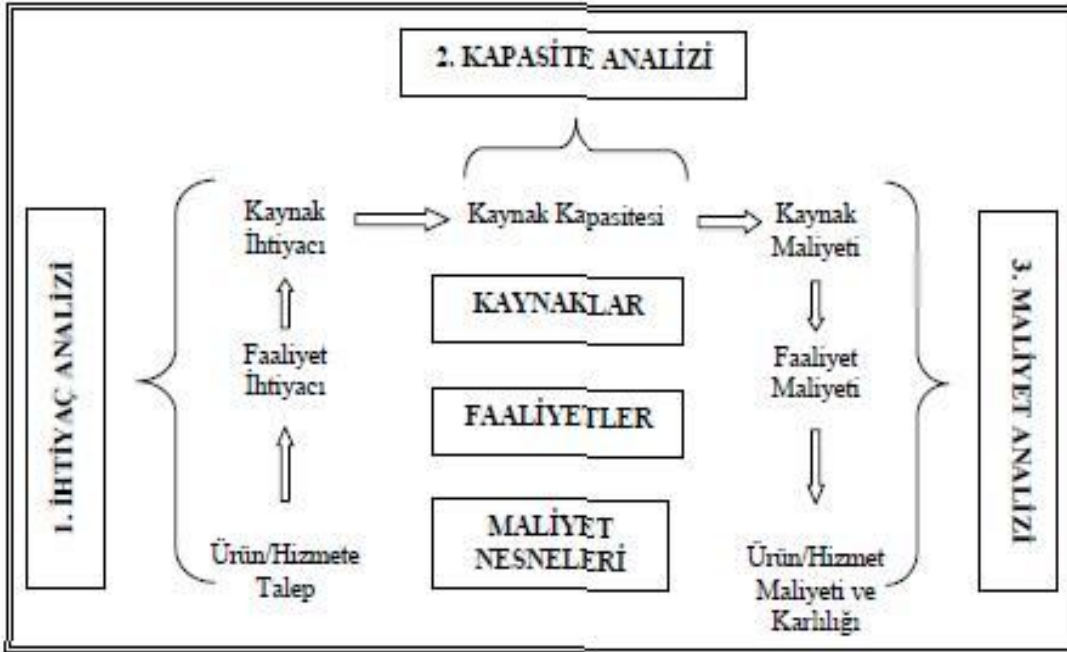 2. KAPASİTE ANALİZİ
1. İHTİYAÇ ANALİZİ
Kaynak
İhtiyacı
Faaliyet
İhtiyacı
Ürün/Hizmete
Talep
Kaynak Kapasitesi
KAYNAKLAR
FAALİYETLER
MALİYET
NESNELERİ
Kaynak
Maliyeti
Faaliyet
Maliyeti
Ürün/Hizmet
Maliyeti ve
Karlılığı
3. MALİYET ANALİZİ